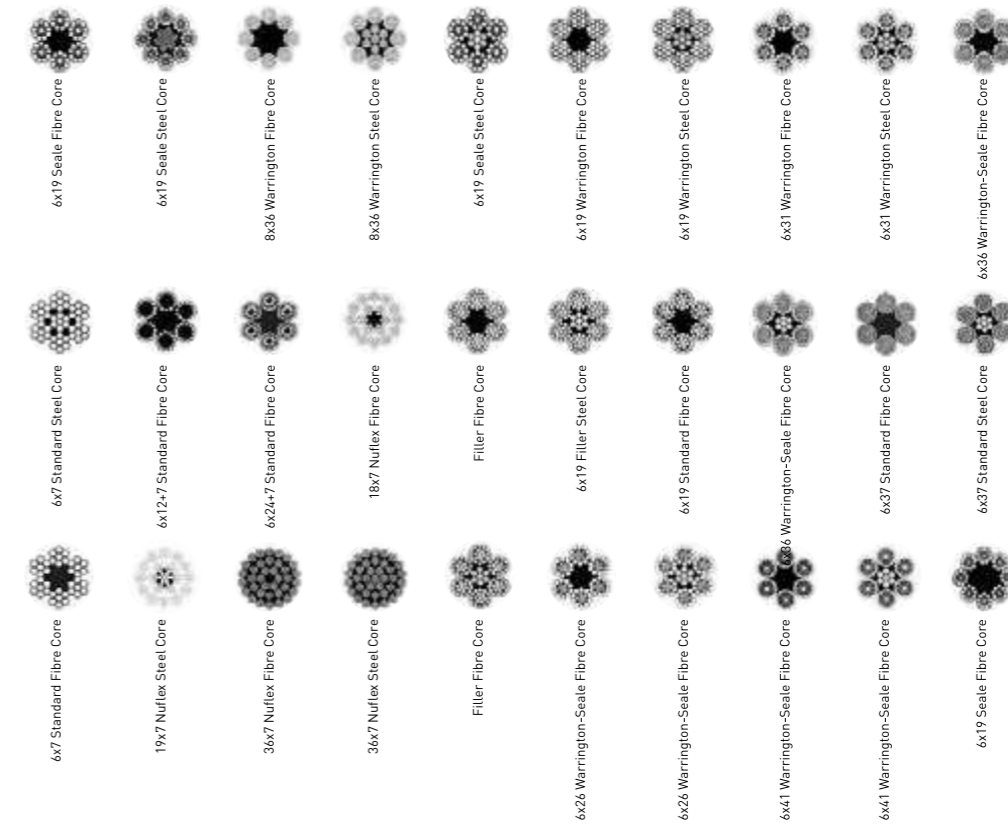 6x19 Seale Fibre Core
6x19 Seale Steel Core
8x36 Warrington Fibre Core
8x36 Warrington Steel Core
6x19 Seale Steel Core
6x19 Warrington Fibre Core
6x19 Warrington Steel Core
6x31 Warrington Fibre Core
6x31 Warrington Steel Core
6x36 Warrington-Seale Fibre Core
6x7 Standard Steel Core
6x12+7 Standard Fibre Core
6x24+7 Standard Fibre Core
18x7 Nuflex Fibre Core
Filler Fibre Core
6x19 Filler Steel Core
6x19 Standard Fibre Core
6x36 Warrington-Seale Fibre Core
6x37 Standard Fibre Core
6x37 Standard Steel Core
6x7 Standard Fibre Core
19x7 Nuflex Steel Core
36x7 Nuflex Fibre Core
36x7 Nuflex Steel Core
Filler Fibre Core
6x26 Warrington-Seale Fibre Core
6x26 Warrington-Seale Fibre Core
6x41 Warrington-Seale Fibre Core
6x41 Warrington-Seale Fibre Core
6x19 Seale Fibre Core